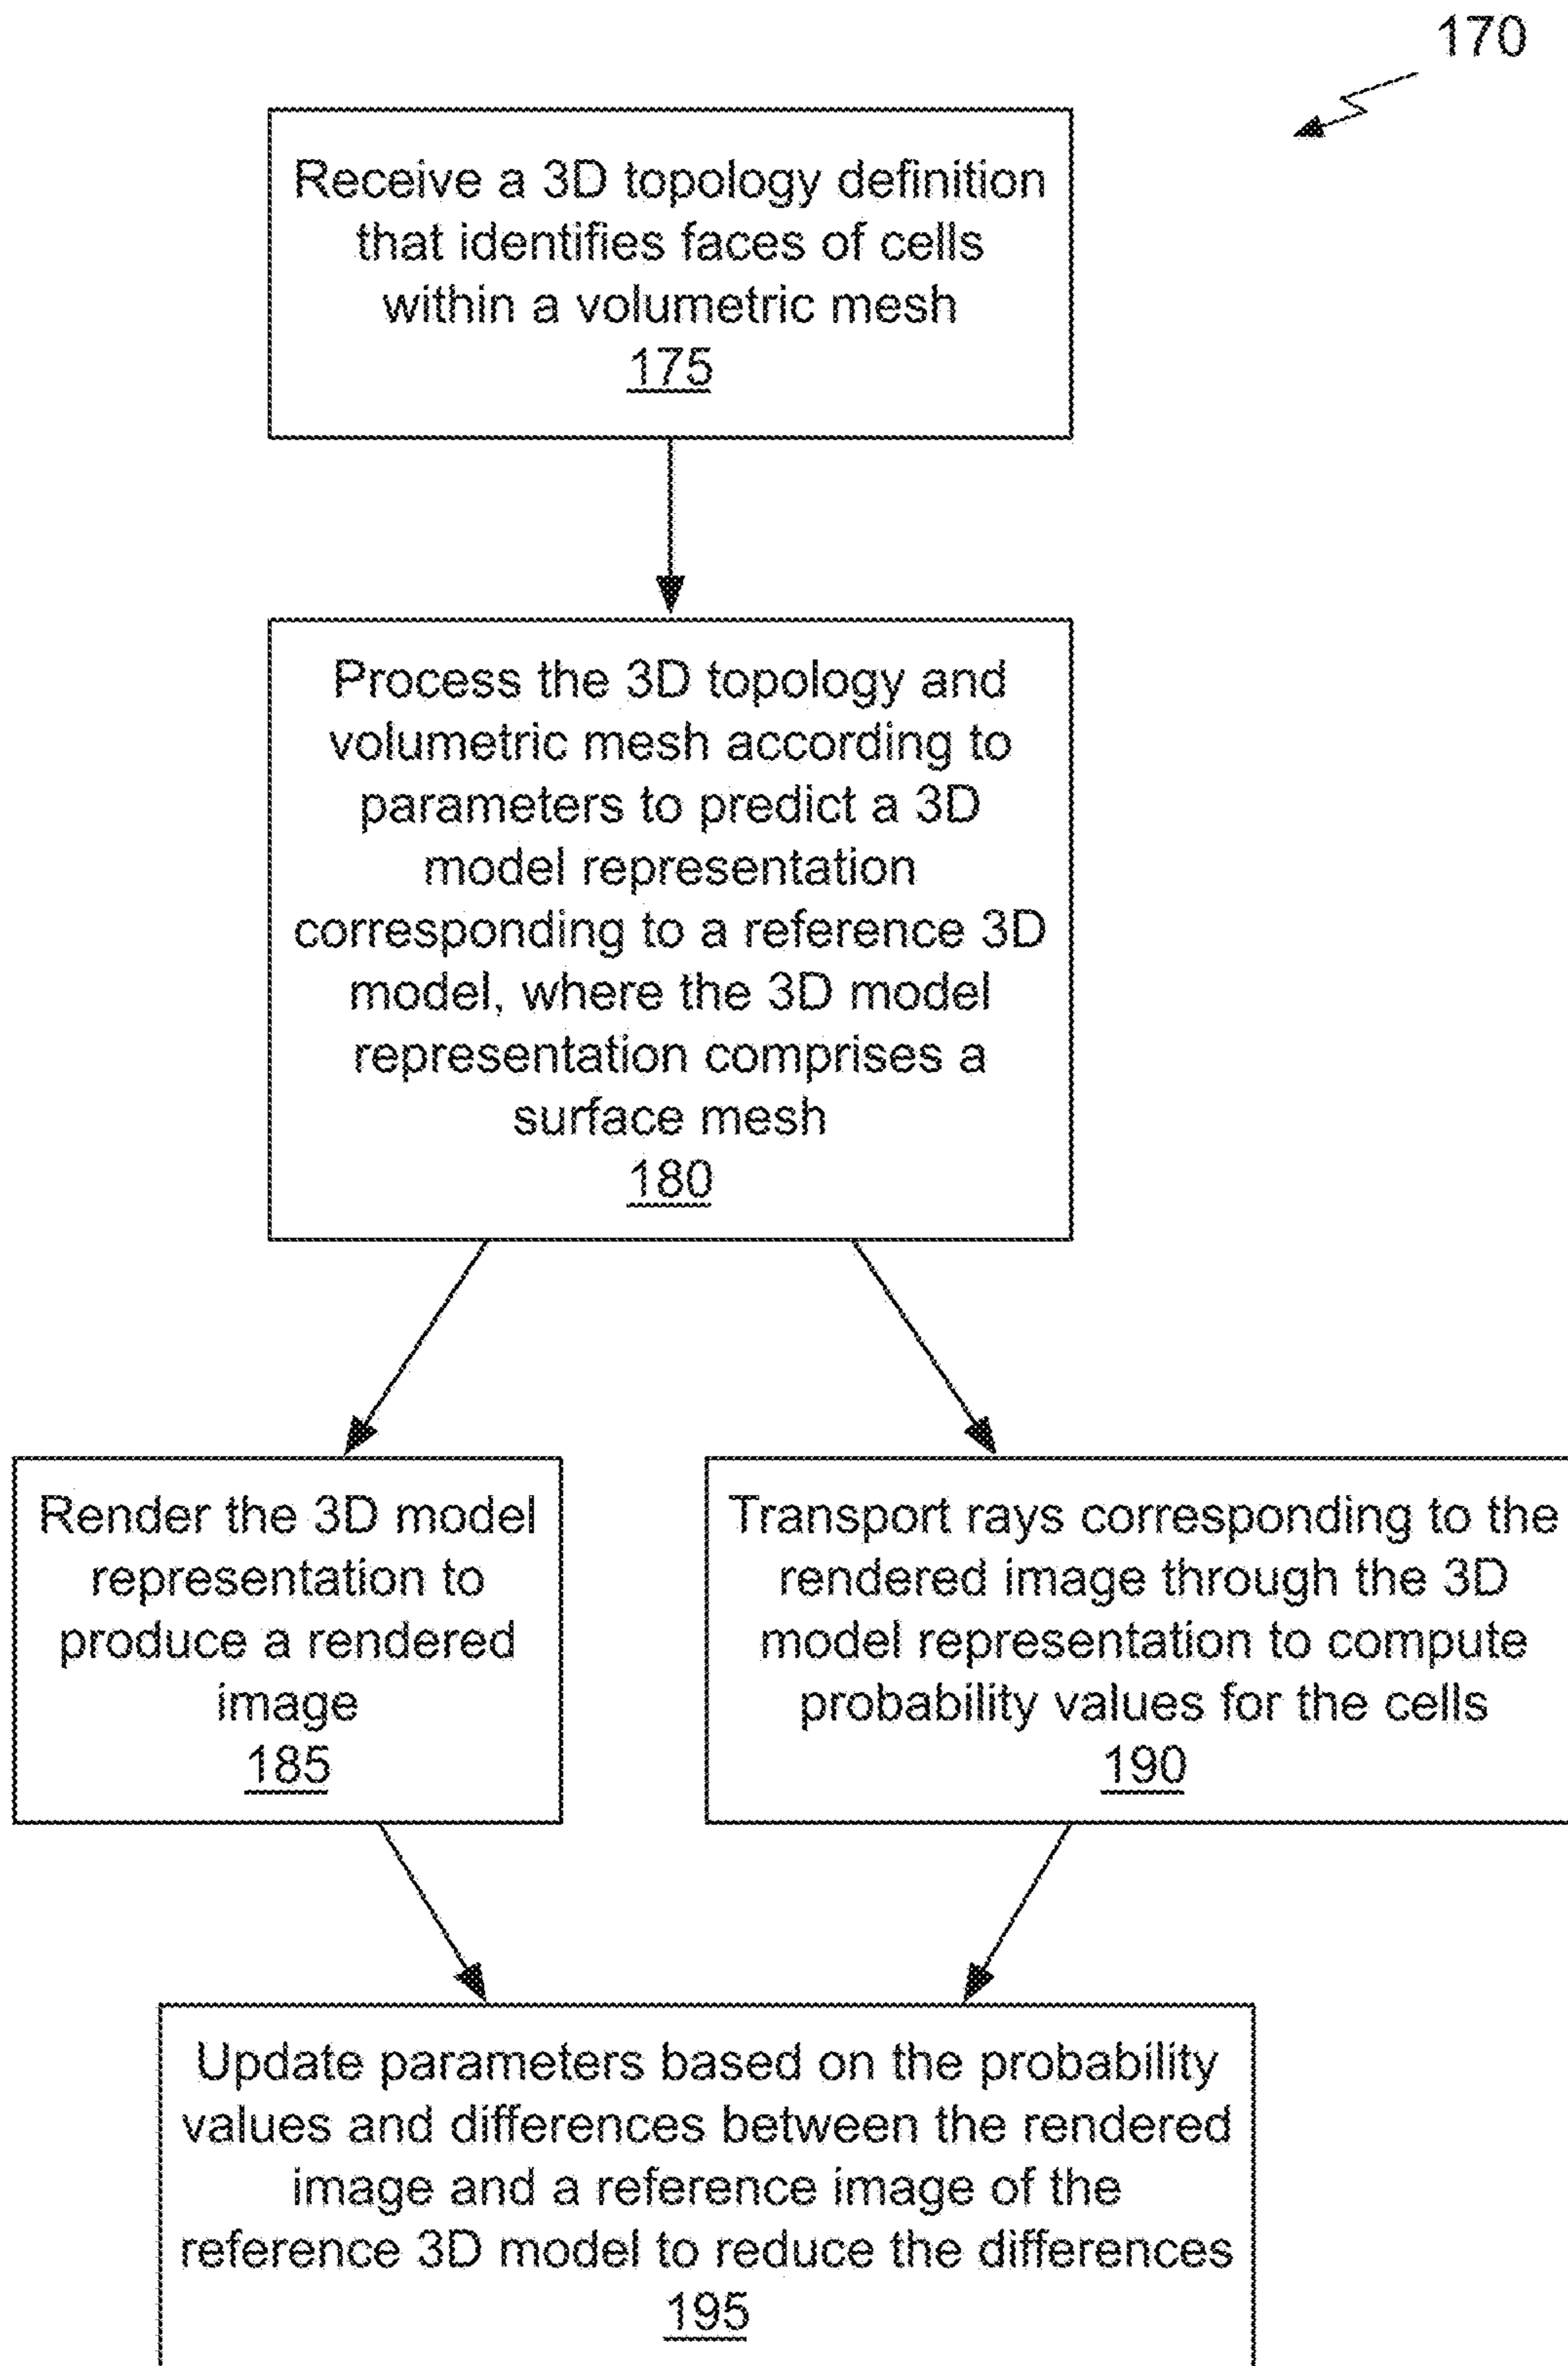 170
Receive a 3D topology definition
that identifies faces of cells
within a volumetric mesh
175
Process the 3D topology and
volumetric mesh according to
parameters to predict a 3D
model representation
corresponding to a reference 3D
model, where the 3D model
representation comprises a
surface mesh
180
Render the 3D model
representation to
produce a rendered
image
185
Transport rays corresponding to the
rendered image through the 3D
model representation to compute
probability values for the cells
190
Update parameters based on the probability
values and differences between the rendered
image and a reference image of the
reference 3D model to reduce the differences
195